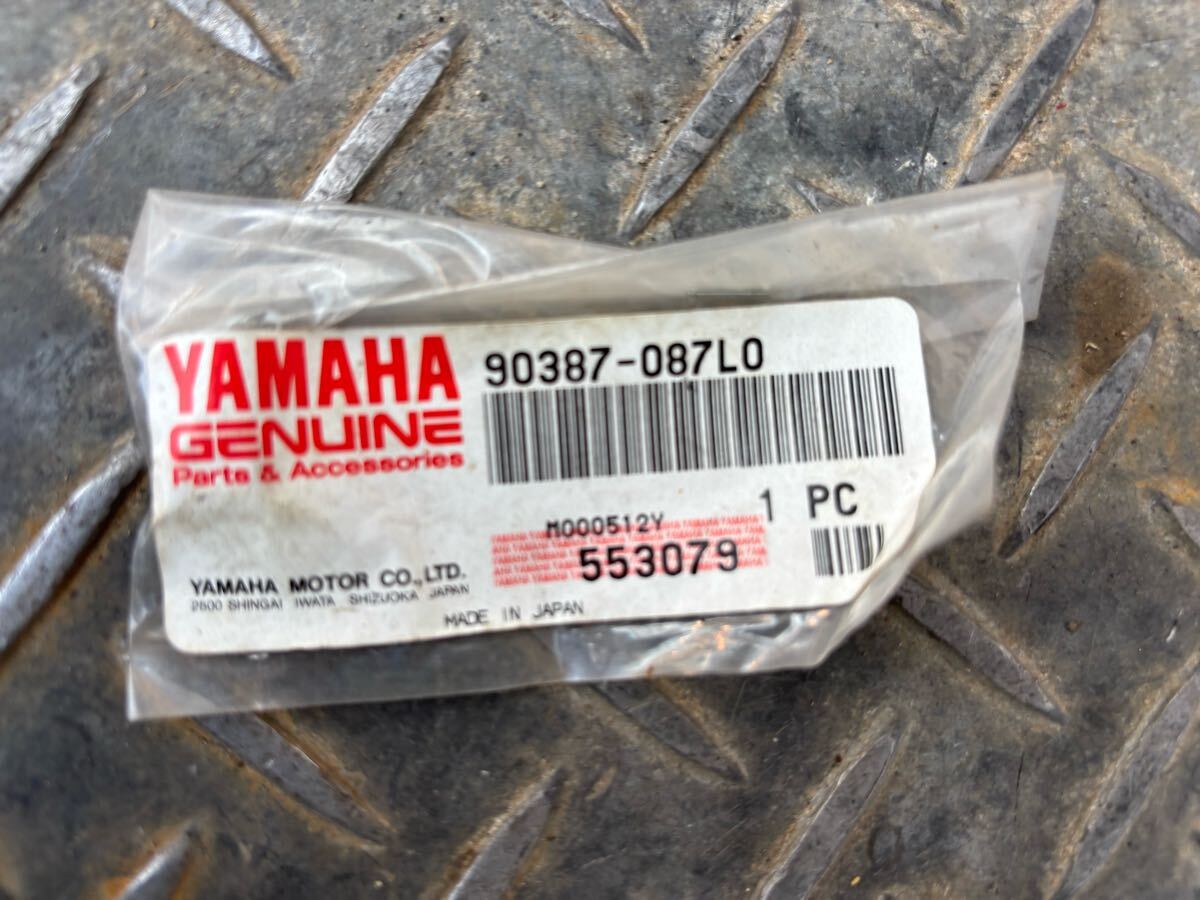 YAMAHA
GENUINE
Parts & Accessories
90387-087L0
1 PC
M000512Y
553079
YAMAHA MOTOR CO.,LTD.
2500 SHINGAI IWATA SHIZUOKA JAPAN
MADE IN JAPAN